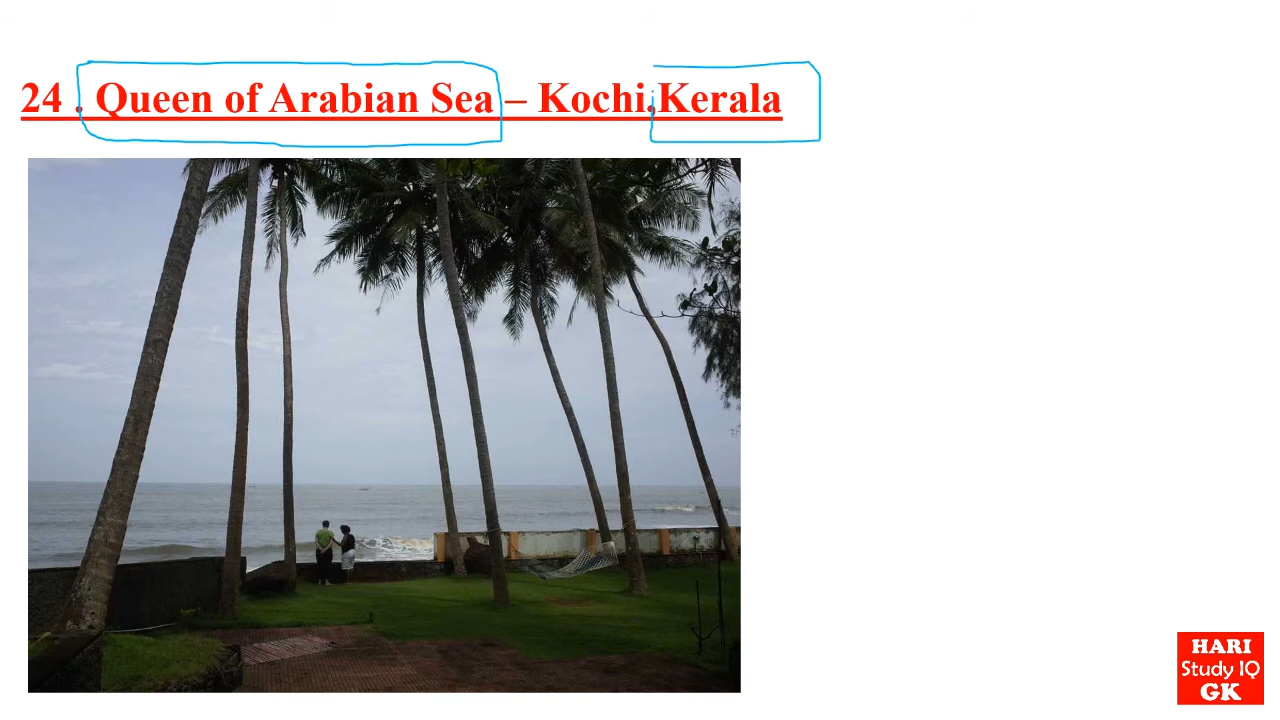 24 . Queen of Arabian Sea – Kochi,Kerala
HARI
Study IQ
GK